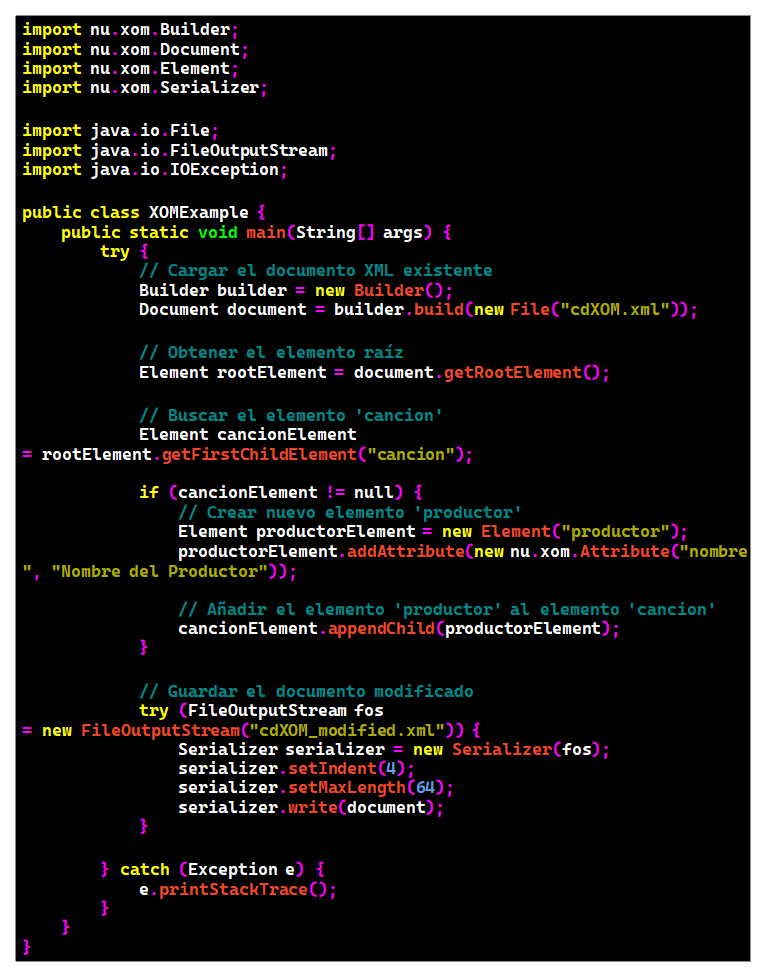 import nu.xom.Builder;
import nu.xom.Document;
import nu.xom.Element;
import nu.xom.Serializer;

import java.io.File;
import java.io.FileOutputStream;
import java.io.IOException;

public class XOMExample {
    public static void main(String[] args) {
        try {
            // Cargar el documento XML existente
            Builder builder = new Builder();
            Document document = builder.build(new File("cdXOM.xml"));

            // Obtener el elemento raíz
            Element rootElement = document.getRootElement();

            // Buscar el elemento 'cancion'
            Element cancionElement
= rootElement.getFirstChildElement("cancion");

            if (cancionElement != null) {
                // Crear nuevo elemento 'productor'
                Element productorElement = new Element("productor");
                productorElement.addAttribute(new nu.xom.Attribute("nombre
", "Nombre del Productor"));

                // Añadir el elemento 'productor' al elemento 'cancion'
                cancionElement.appendChild(productorElement);
            }

            // Guardar el documento modificado
            try (FileOutputStream fos
= new FileOutputStream("cdXOM_modified.xml")) {
                Serializer serializer = new Serializer(fos);
                serializer.setIndent(4);
                serializer.setMaxLength(64);
                serializer.write(document);
            }

        } catch (Exception e) {
            e.printStackTrace();
        }
    }
}